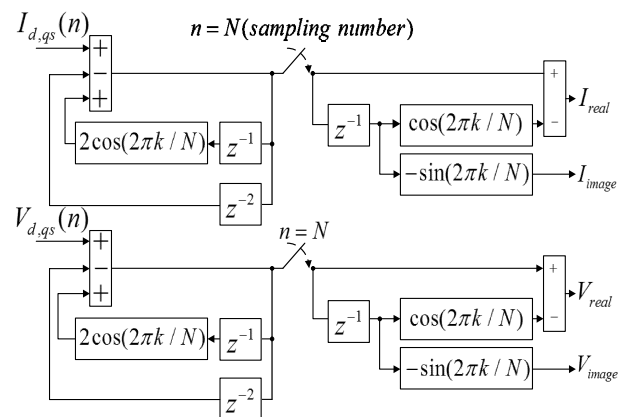 I_{d,qs}(n)
n = N(sampling number)
+
−
+
+
−
I_{real}
2cos(2πk / N)
z^{-1}
z^{-1}
cos(2πk / N)
−sin(2πk / N)
I_{image}
z^{-2}
V_{d,qs}(n)
n = N
+
−
+
+
−
V_{real}
2cos(2πk / N)
z^{-1}
z^{-1}
cos(2πk / N)
−sin(2πk / N)
V_{image}
z^{-2}